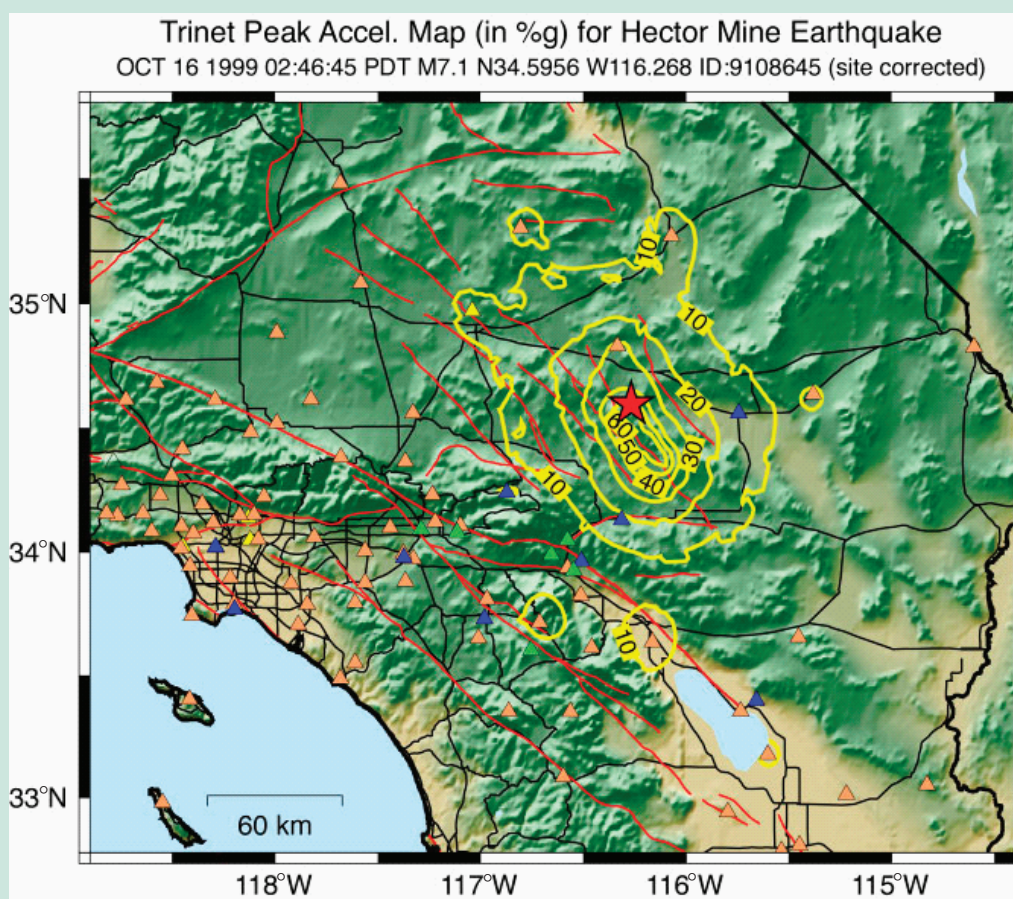 Trinet Peak Accel. Map (in %g) for Hector Mine Earthquake
OCT 16 1999 02:46:45 PDT M7.1 N34.5956 W116.268 ID:9108645 (site corrected)
10
35°N
10
20
60
50
30
40
10
34°N
10
33°N
60 km
118°W
117°W
116°W
115°W